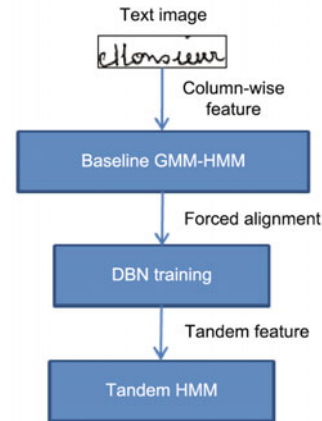 Text image
Monsieur
Column-wise
feature
Baseline GMM-HMM
Forced alignment
DBN training
Tandem feature
Tandem HMM